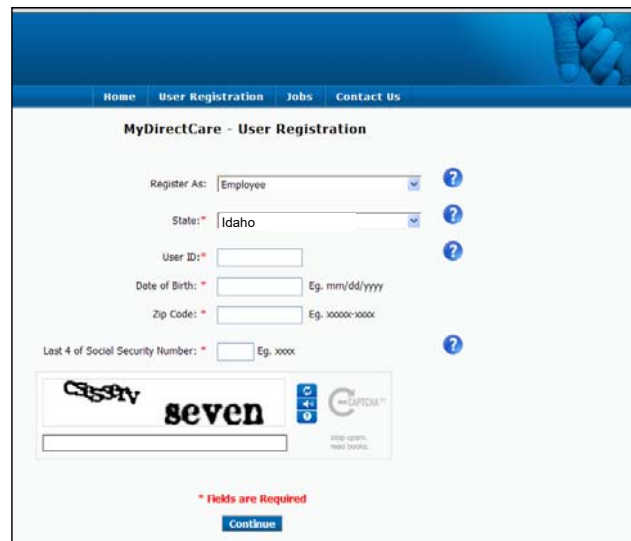 Home User Registration Jobs Contact Us
MyDirectCare - User Registration
Register As: Employee
State:* Idaho
User ID:*
Date of Birth: * Eg. mm/dd/yyyy
Zip Code: * Eg. xxxxx-xxxx
Last 4 of Social Security Number: * Eg. xxxx
seven
CAPTCHA™
stop spam.
read books.
* Fields are Required
Continue